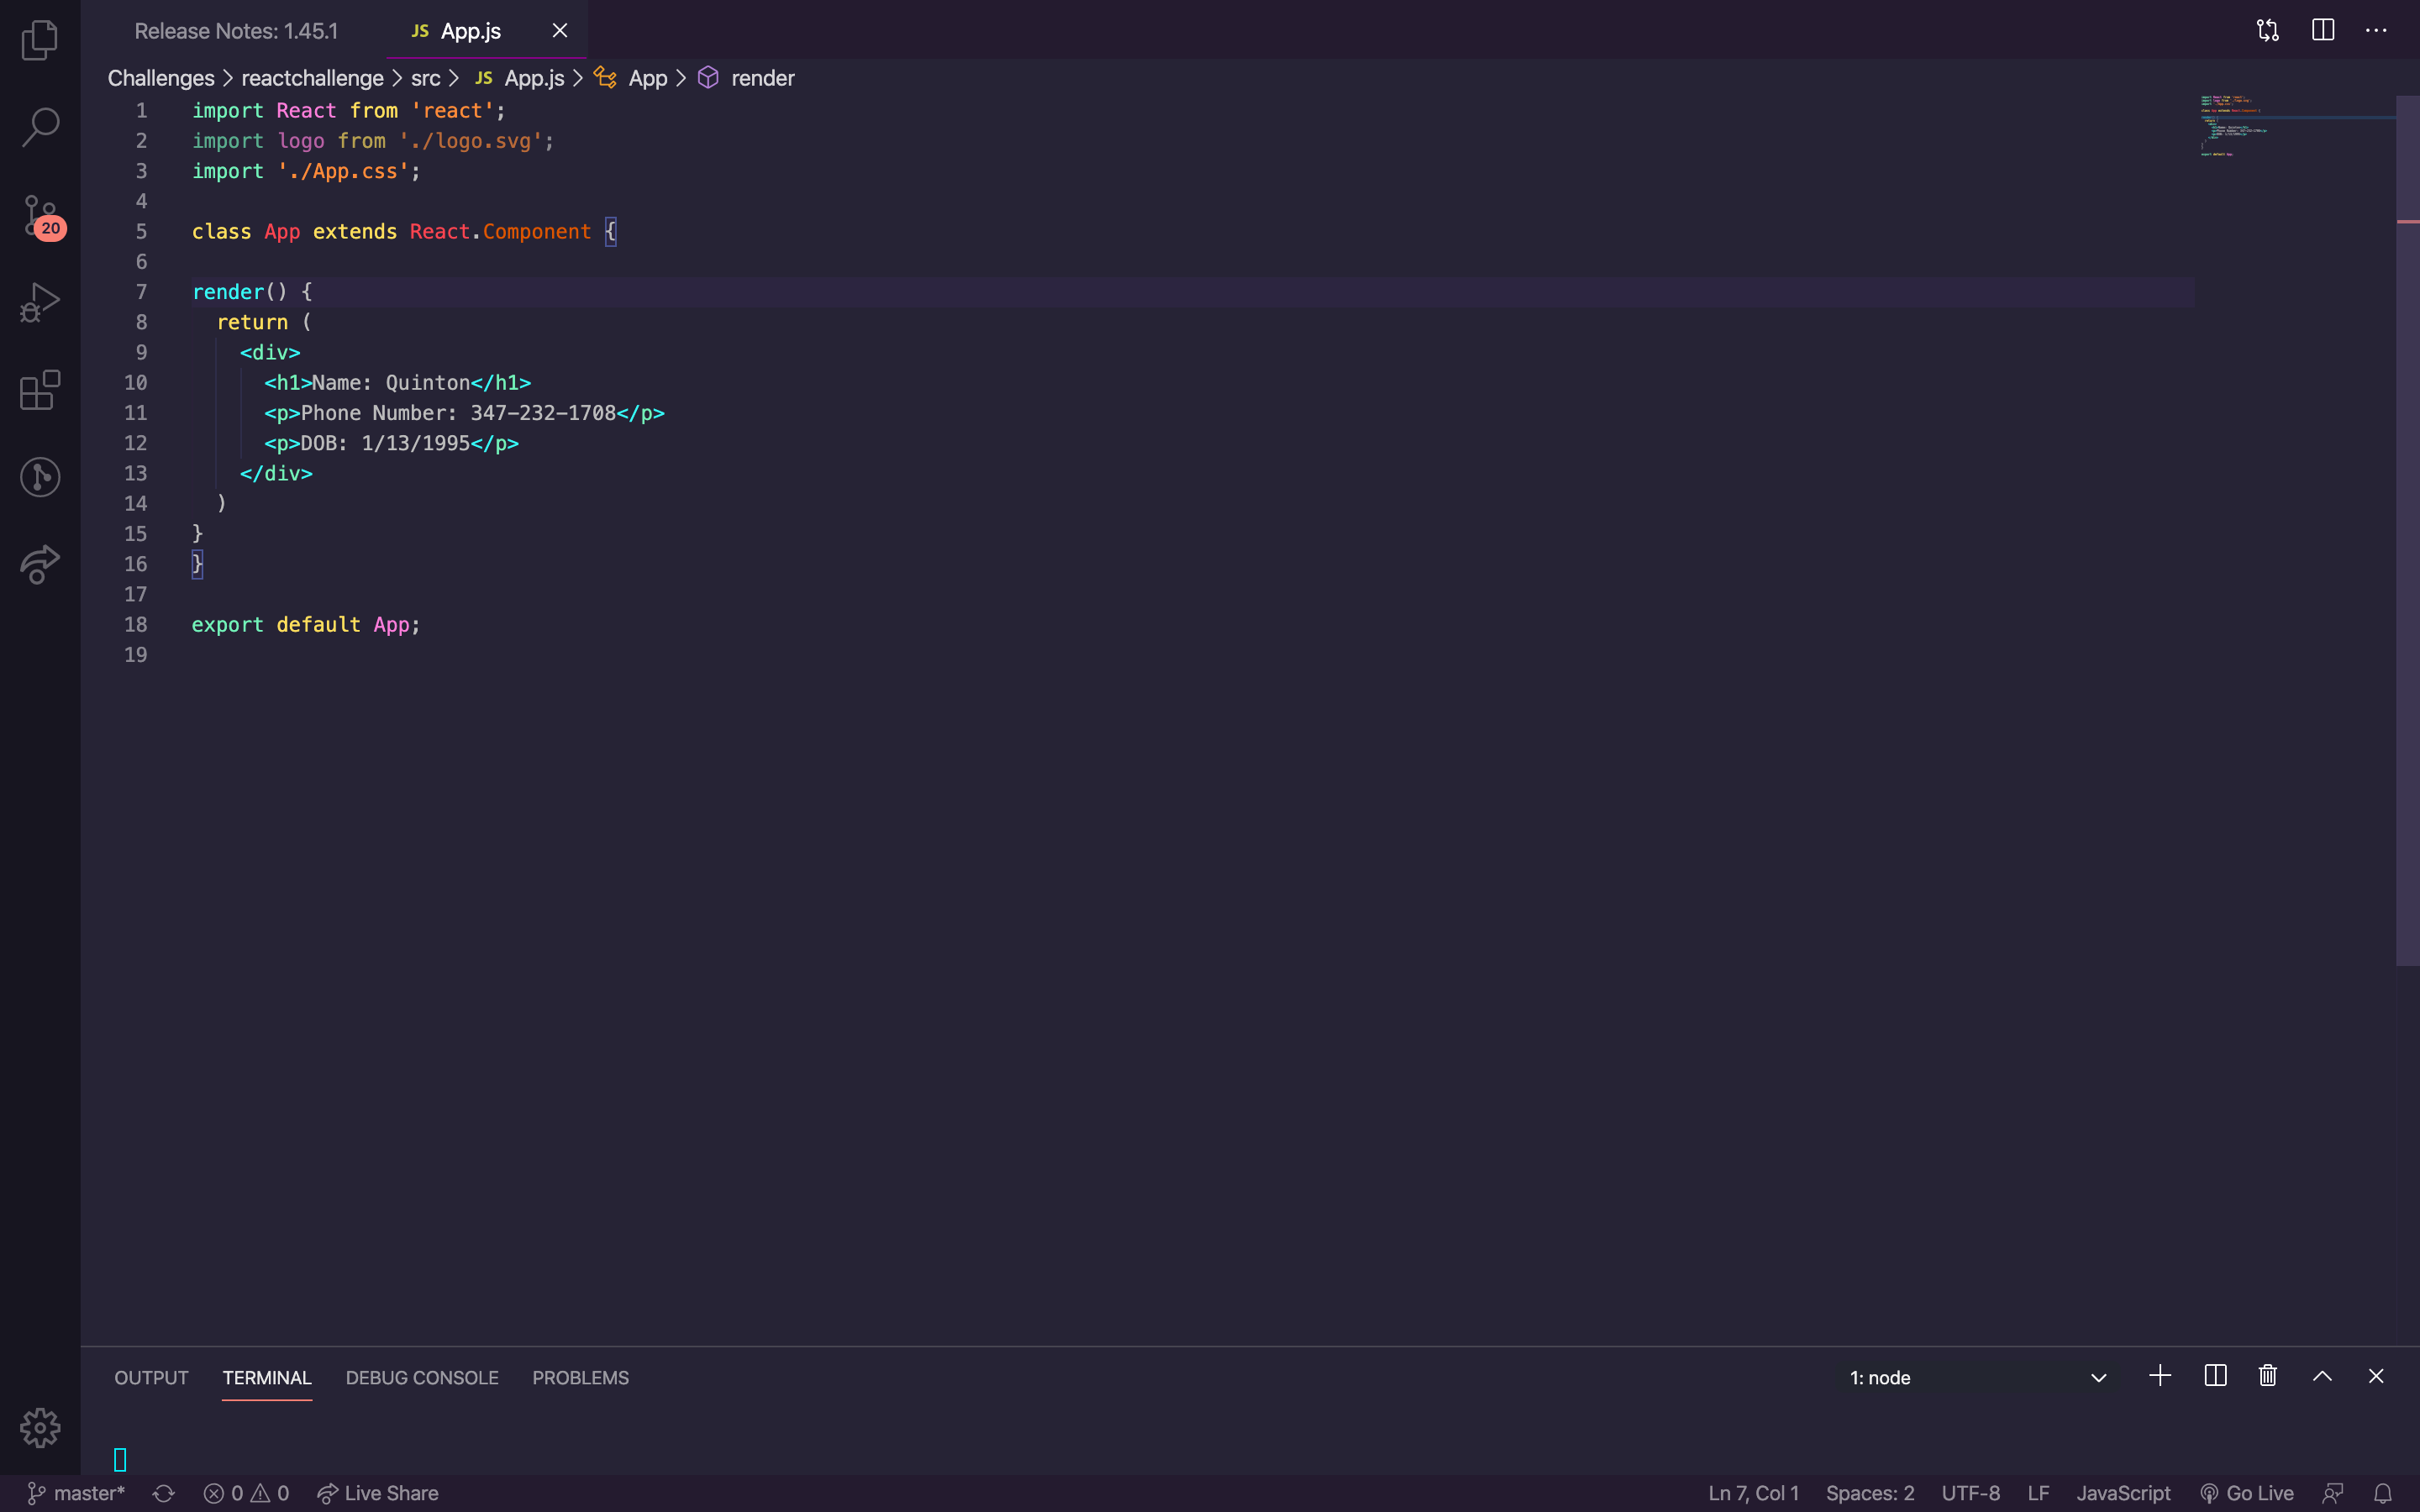 Release Notes: 1.45.1
JS App.js
Challenges > reactchallenge > src > JS App.js > App > render
1 import React from 'react';
2 import logo from './logo.svg';
3 import './App.css';
4
5 class App extends React.Component {
6
7 render() {
8 return (
9 <div>
10 <h1>Name: Quinton</h1>
11 <p>Phone Number: 347-232-1708</p>
12 <p>DOB: 1/13/1995</p>
13 </div>
14 )
15 }
16 }
17
18 export default App;
19
20
OUTPUT TERMINAL DEBUG CONSOLE PROBLEMS 1: node
master* 0 0 Live Share Ln 7, Col 1 Spaces: 2 UTF-8 LF JavaScript Go Live